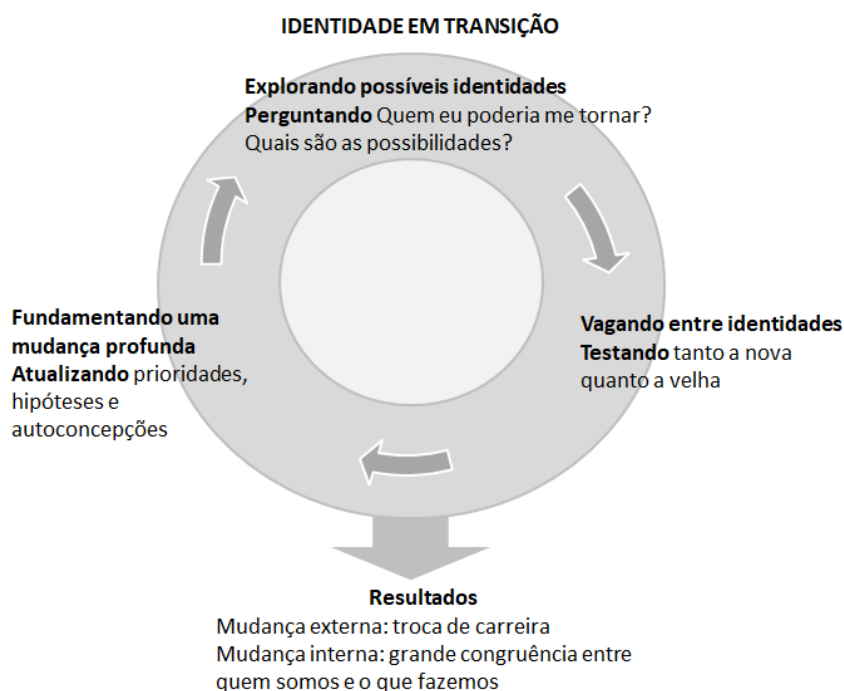 IDENTIDADE EM TRANSIÇÃO
Explorando possíveis identidades
Perguntando Quem eu poderia me tornar?
Quais são as possibilidades?
Vagando entre identidades
Testando tanto a nova
quanto a velha
Fundamentando uma
mudança profunda
Atualizando prioridades,
hipóteses e
autoconcepções
Resultados
Mudança externa: troca de carreira
Mudança interna: grande congruência entre
quem somos e o que fazemos